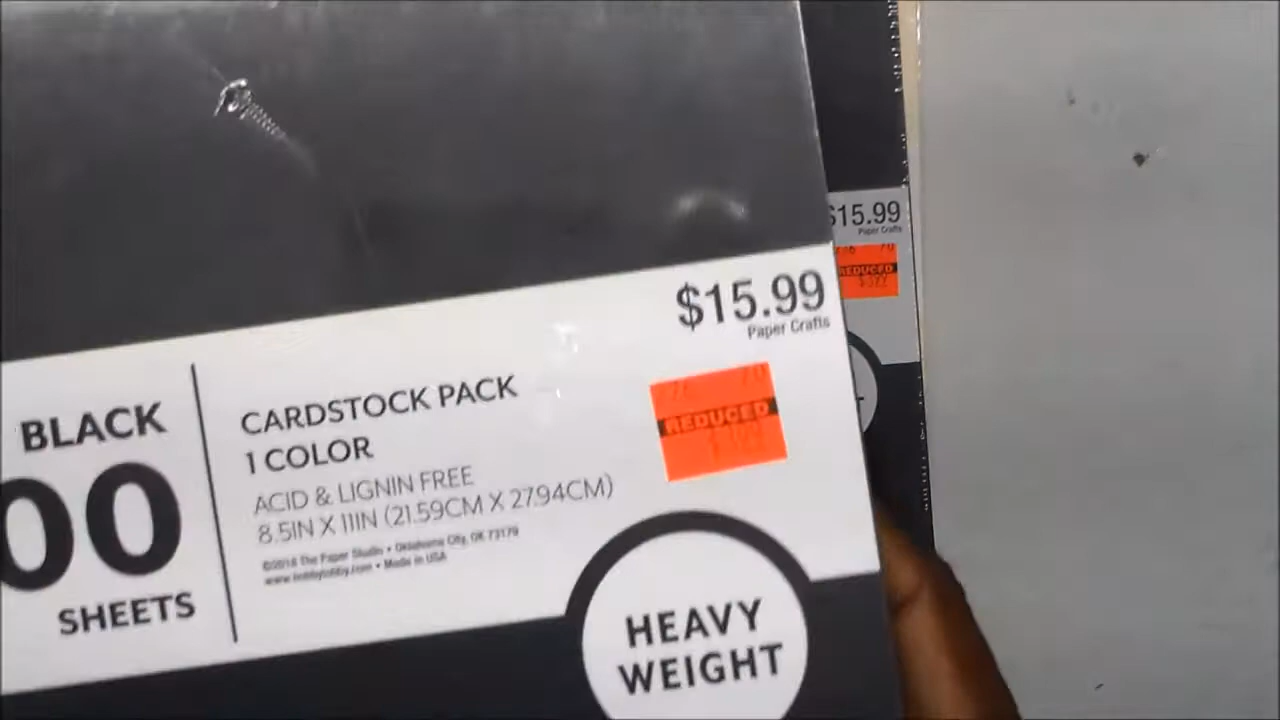 $15.99
Paper Crafts
REDUCED
BLACK
00
SHEETS
CARDSTOCK PACK
1 COLOR
ACID & LIGNIN FREE
8.5IN X 11IN (21.59CM X 27.94CM)
©2018 The Paper Studio • Oklahoma City, OK 73179
www.hobbylobby.com • Made in USA
HEAVY
WEIGHT
$15.99
Paper Crafts
REDUCED